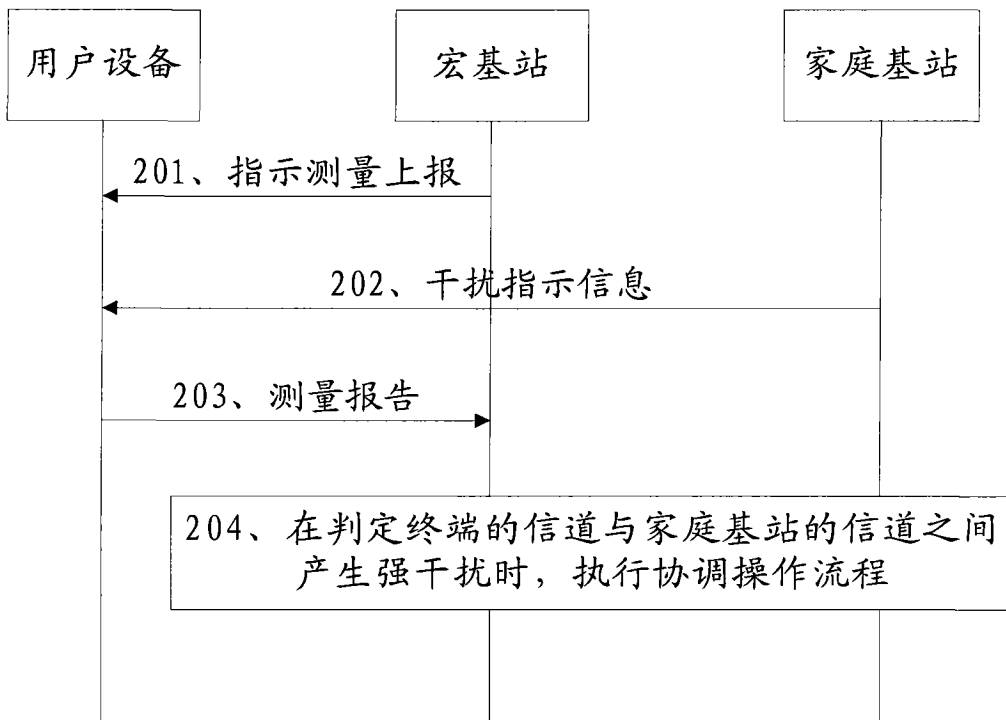 用户设备
宏基站
家庭基站
201、指示测量上报
202、干扰指示信息
203、测量报告
204、在判定终端的信道与家庭基站的信道之间
产生强干扰时，执行协调操作流程